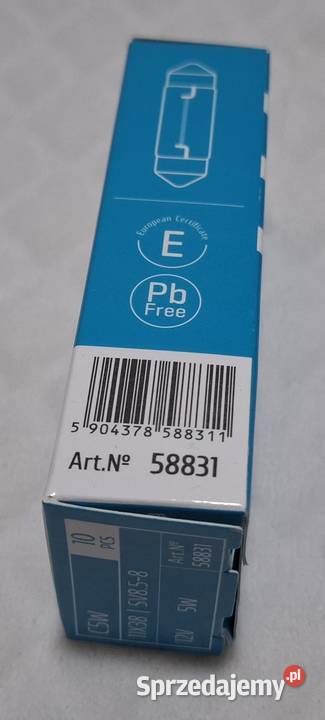 European Certificate
E
Pb
Free
5 904378 588311
Art.Nº 58831
10 PCS
Art.Nº 58831
C5W
11X38 | SV8.5-8
12V 5W
Sprzedajemy.pl